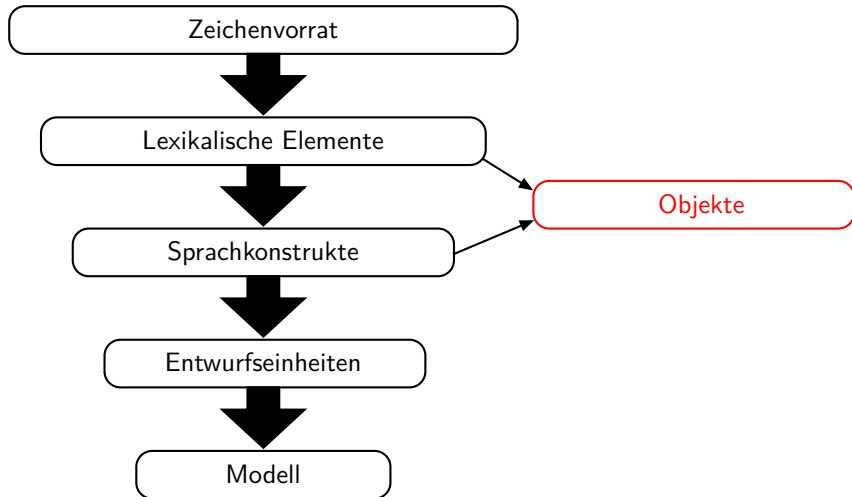 Zeichenvorrat
Lexikalische Elemente
Objekte
Sprachkonstrukte
Entwurfseinheiten
Modell